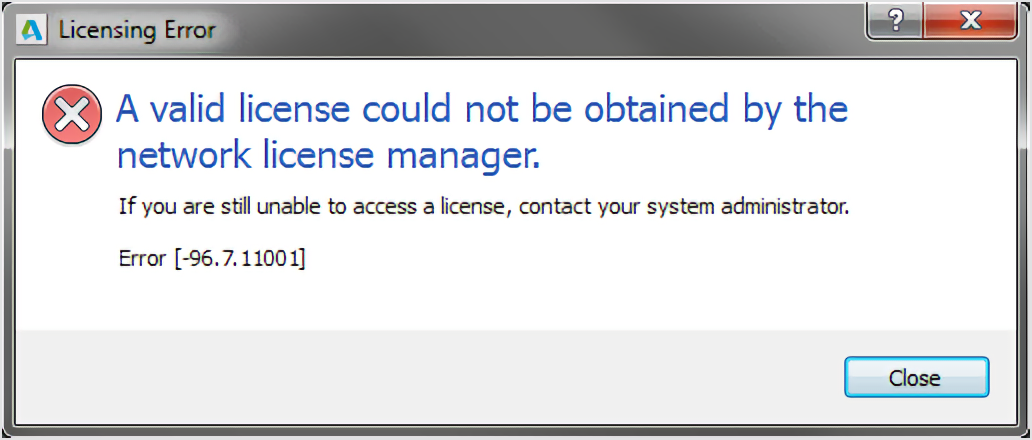 Licensing Error
?
A valid license could not be obtained by the
network license manager.
If you are still unable to access a license, contact your system administrator.
Error [-96.7.11001]
Close